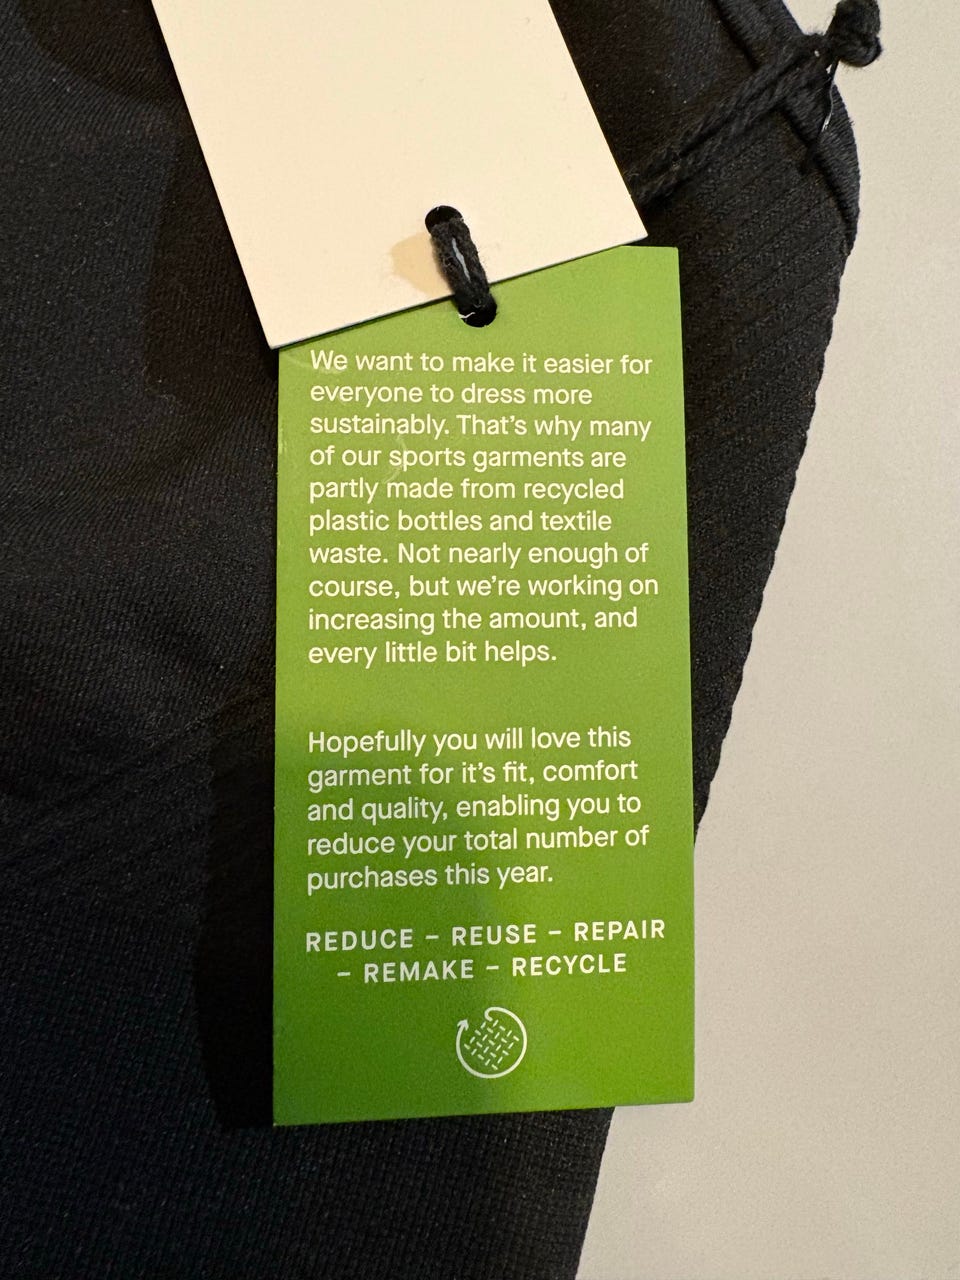 We want to make it easier for
everyone to dress more
sustainably. That's why many
of our sports garments are
partly made from recycled
plastic bottles and textile
waste. Not nearly enough of
course, but we're working on
increasing the amount, and
every little bit helps.
Hopefully you will love this
garment for it's fit, comfort
and quality, enabling you to
reduce your total number of
purchases this year.
REDUCE – REUSE – REPAIR
– REMAKE – RECYCLE